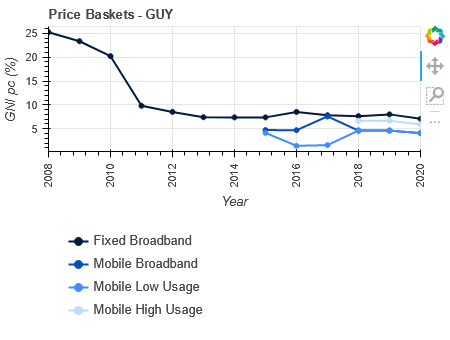 Price Baskets - GUY
25
20
15
10
5
GNI pc (%)
2008
2010
2012
2014
2016
2018
2020
Year
Fixed Broadband
Mobile Broadband
Mobile Low Usage
Mobile High Usage